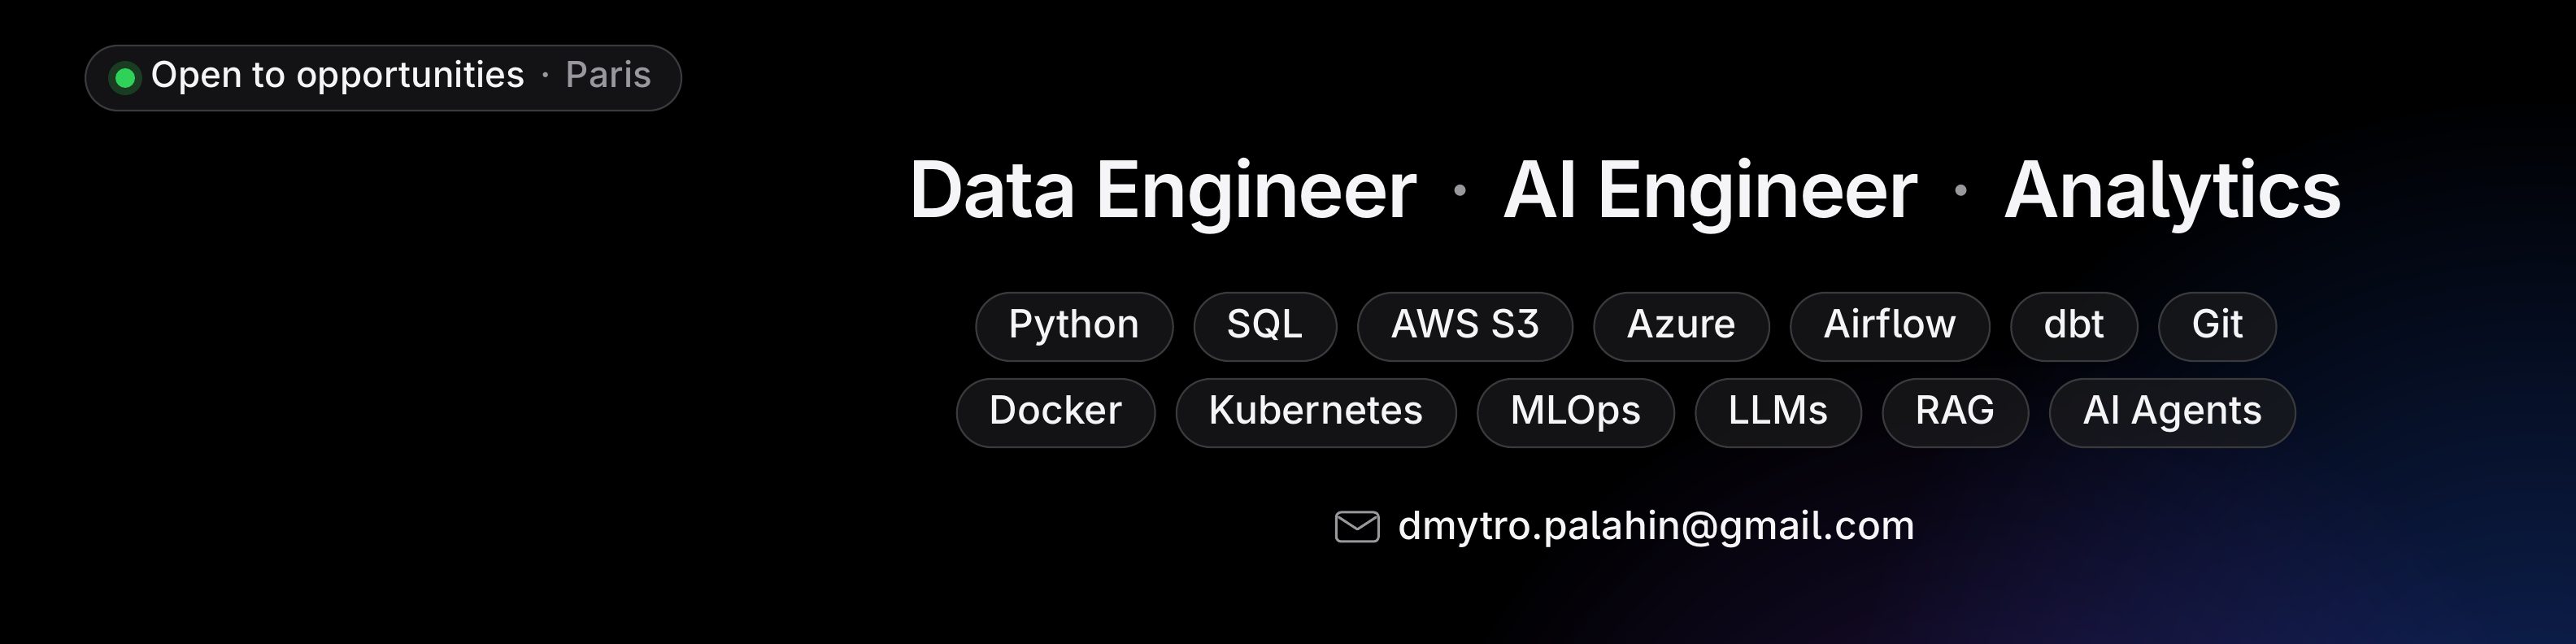 Open to opportunities · Paris
Data Engineer · AI Engineer · Analytics
Python SQL AWS S3 Azure Airflow dbt Git
Docker Kubernetes MLOps LLMs RAG AI Agents
dmytro.palahin@gmail.com